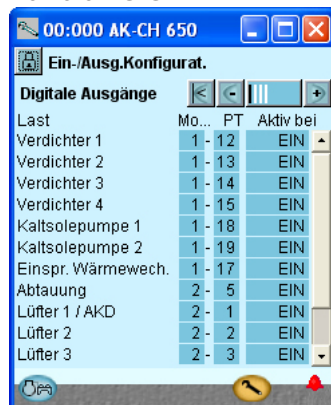 00:000 AK-CH 650
Ein-/Ausg.Konfigurat.
Digitale Ausgänge
Last Mo... PT Aktiv bei
Verdichter 1 1 - 12 EIN
Verdichter 2 1 - 13 EIN
Verdichter 3 1 - 14 EIN
Verdichter 4 1 - 15 EIN
Kaltsolepumpe 1 1 - 18 EIN
Kaltsolepumpe 2 1 - 19 EIN
Einspr. Wärmewech. 1 - 17 EIN
Abtauung 2 - 5 EIN
Lüfter 1 / AKD 2 - 1 EIN
Lüfter 2 2 - 2 EIN
Lüfter 3 2 - 3 EIN